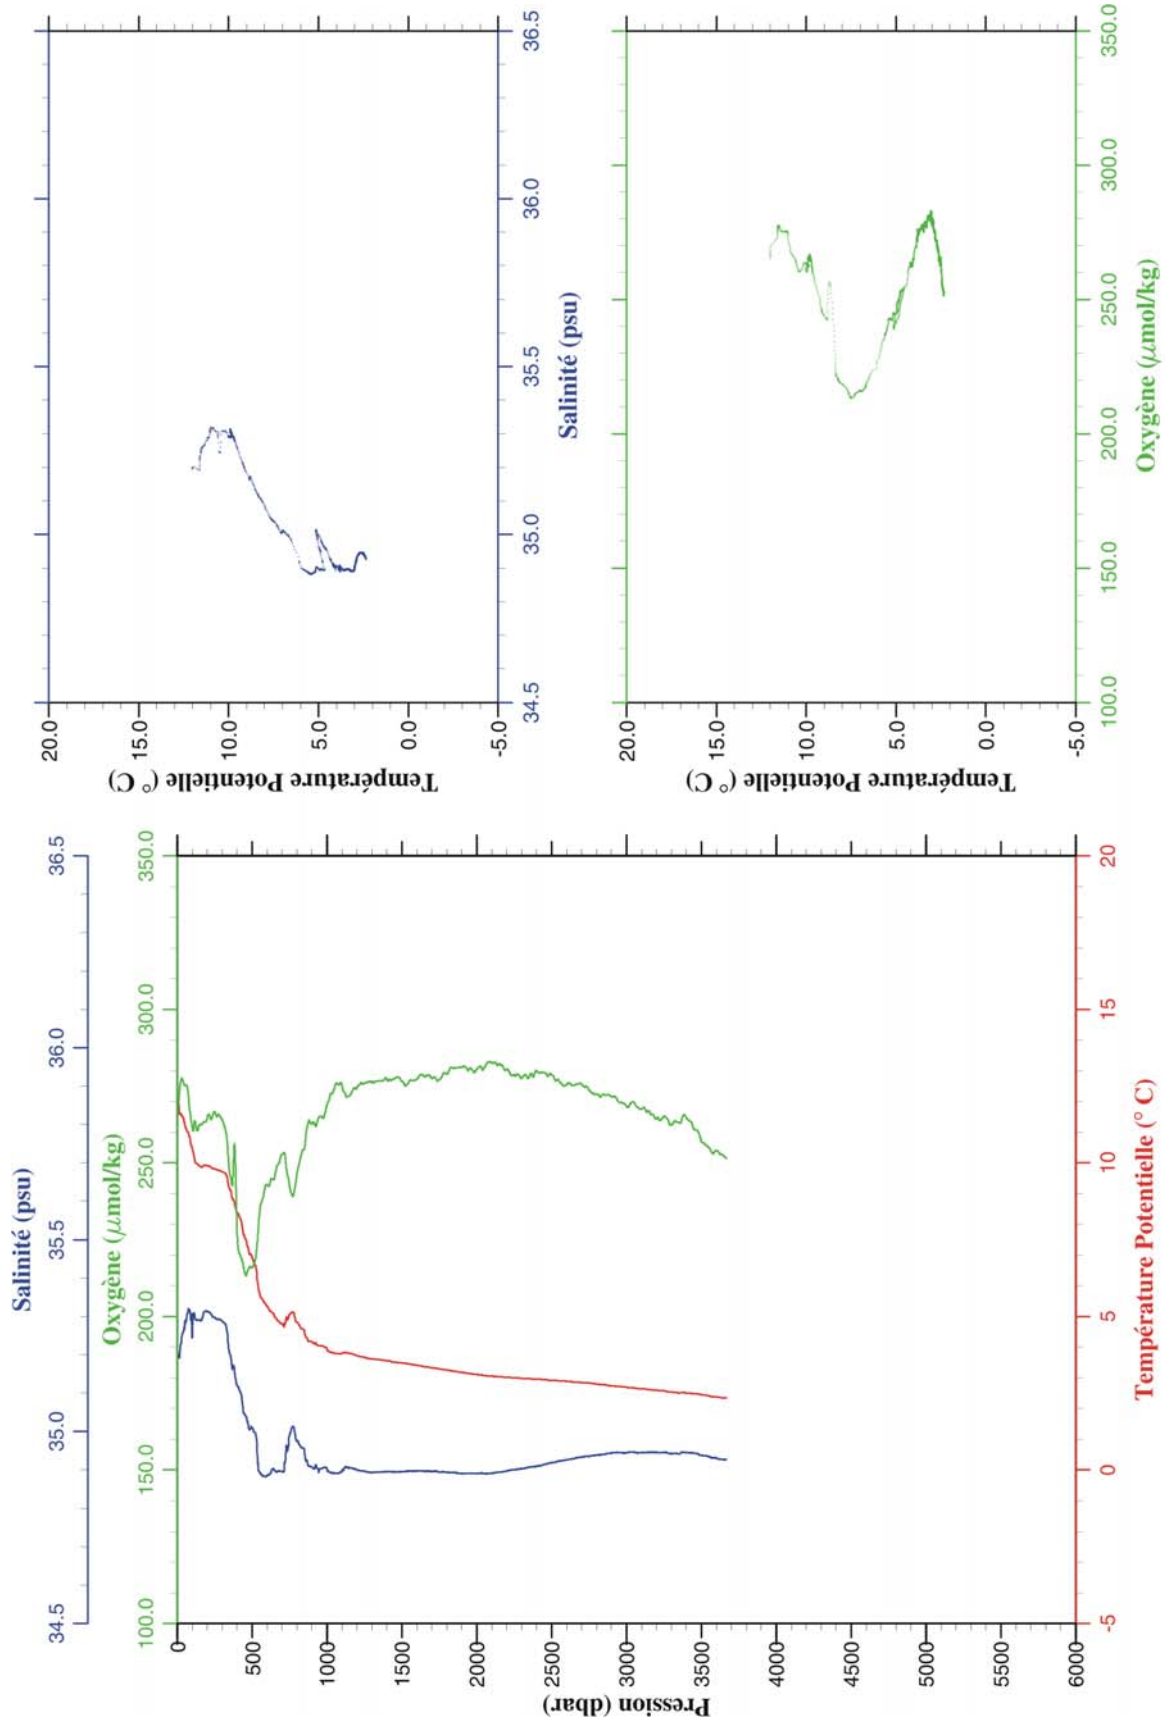 Salinité (psu)
34.5 35.0 35.5 36.0 36.5
Oxygène (μmol/kg)
100.0 150.0 200.0 250.0 300.0 350.0
Pression (dbar)
0
500
1000
1500
2000
2500
3000
3500
4000
4500
5000
5500
6000
-5 0 5 10 15 20
Température Potentielle (° C)
Température Potentielle (° C)
20.0
15.0
10.0
5.0
0.0
-5.0
34.5 35.0 35.5 36.0 36.5
Salinité (psu)
Température Potentielle (° C)
20.0
15.0
10.0
5.0
0.0
-5.0
100.0 150.0 200.0 250.0 300.0 350.0
Oxygène (μmol/kg)